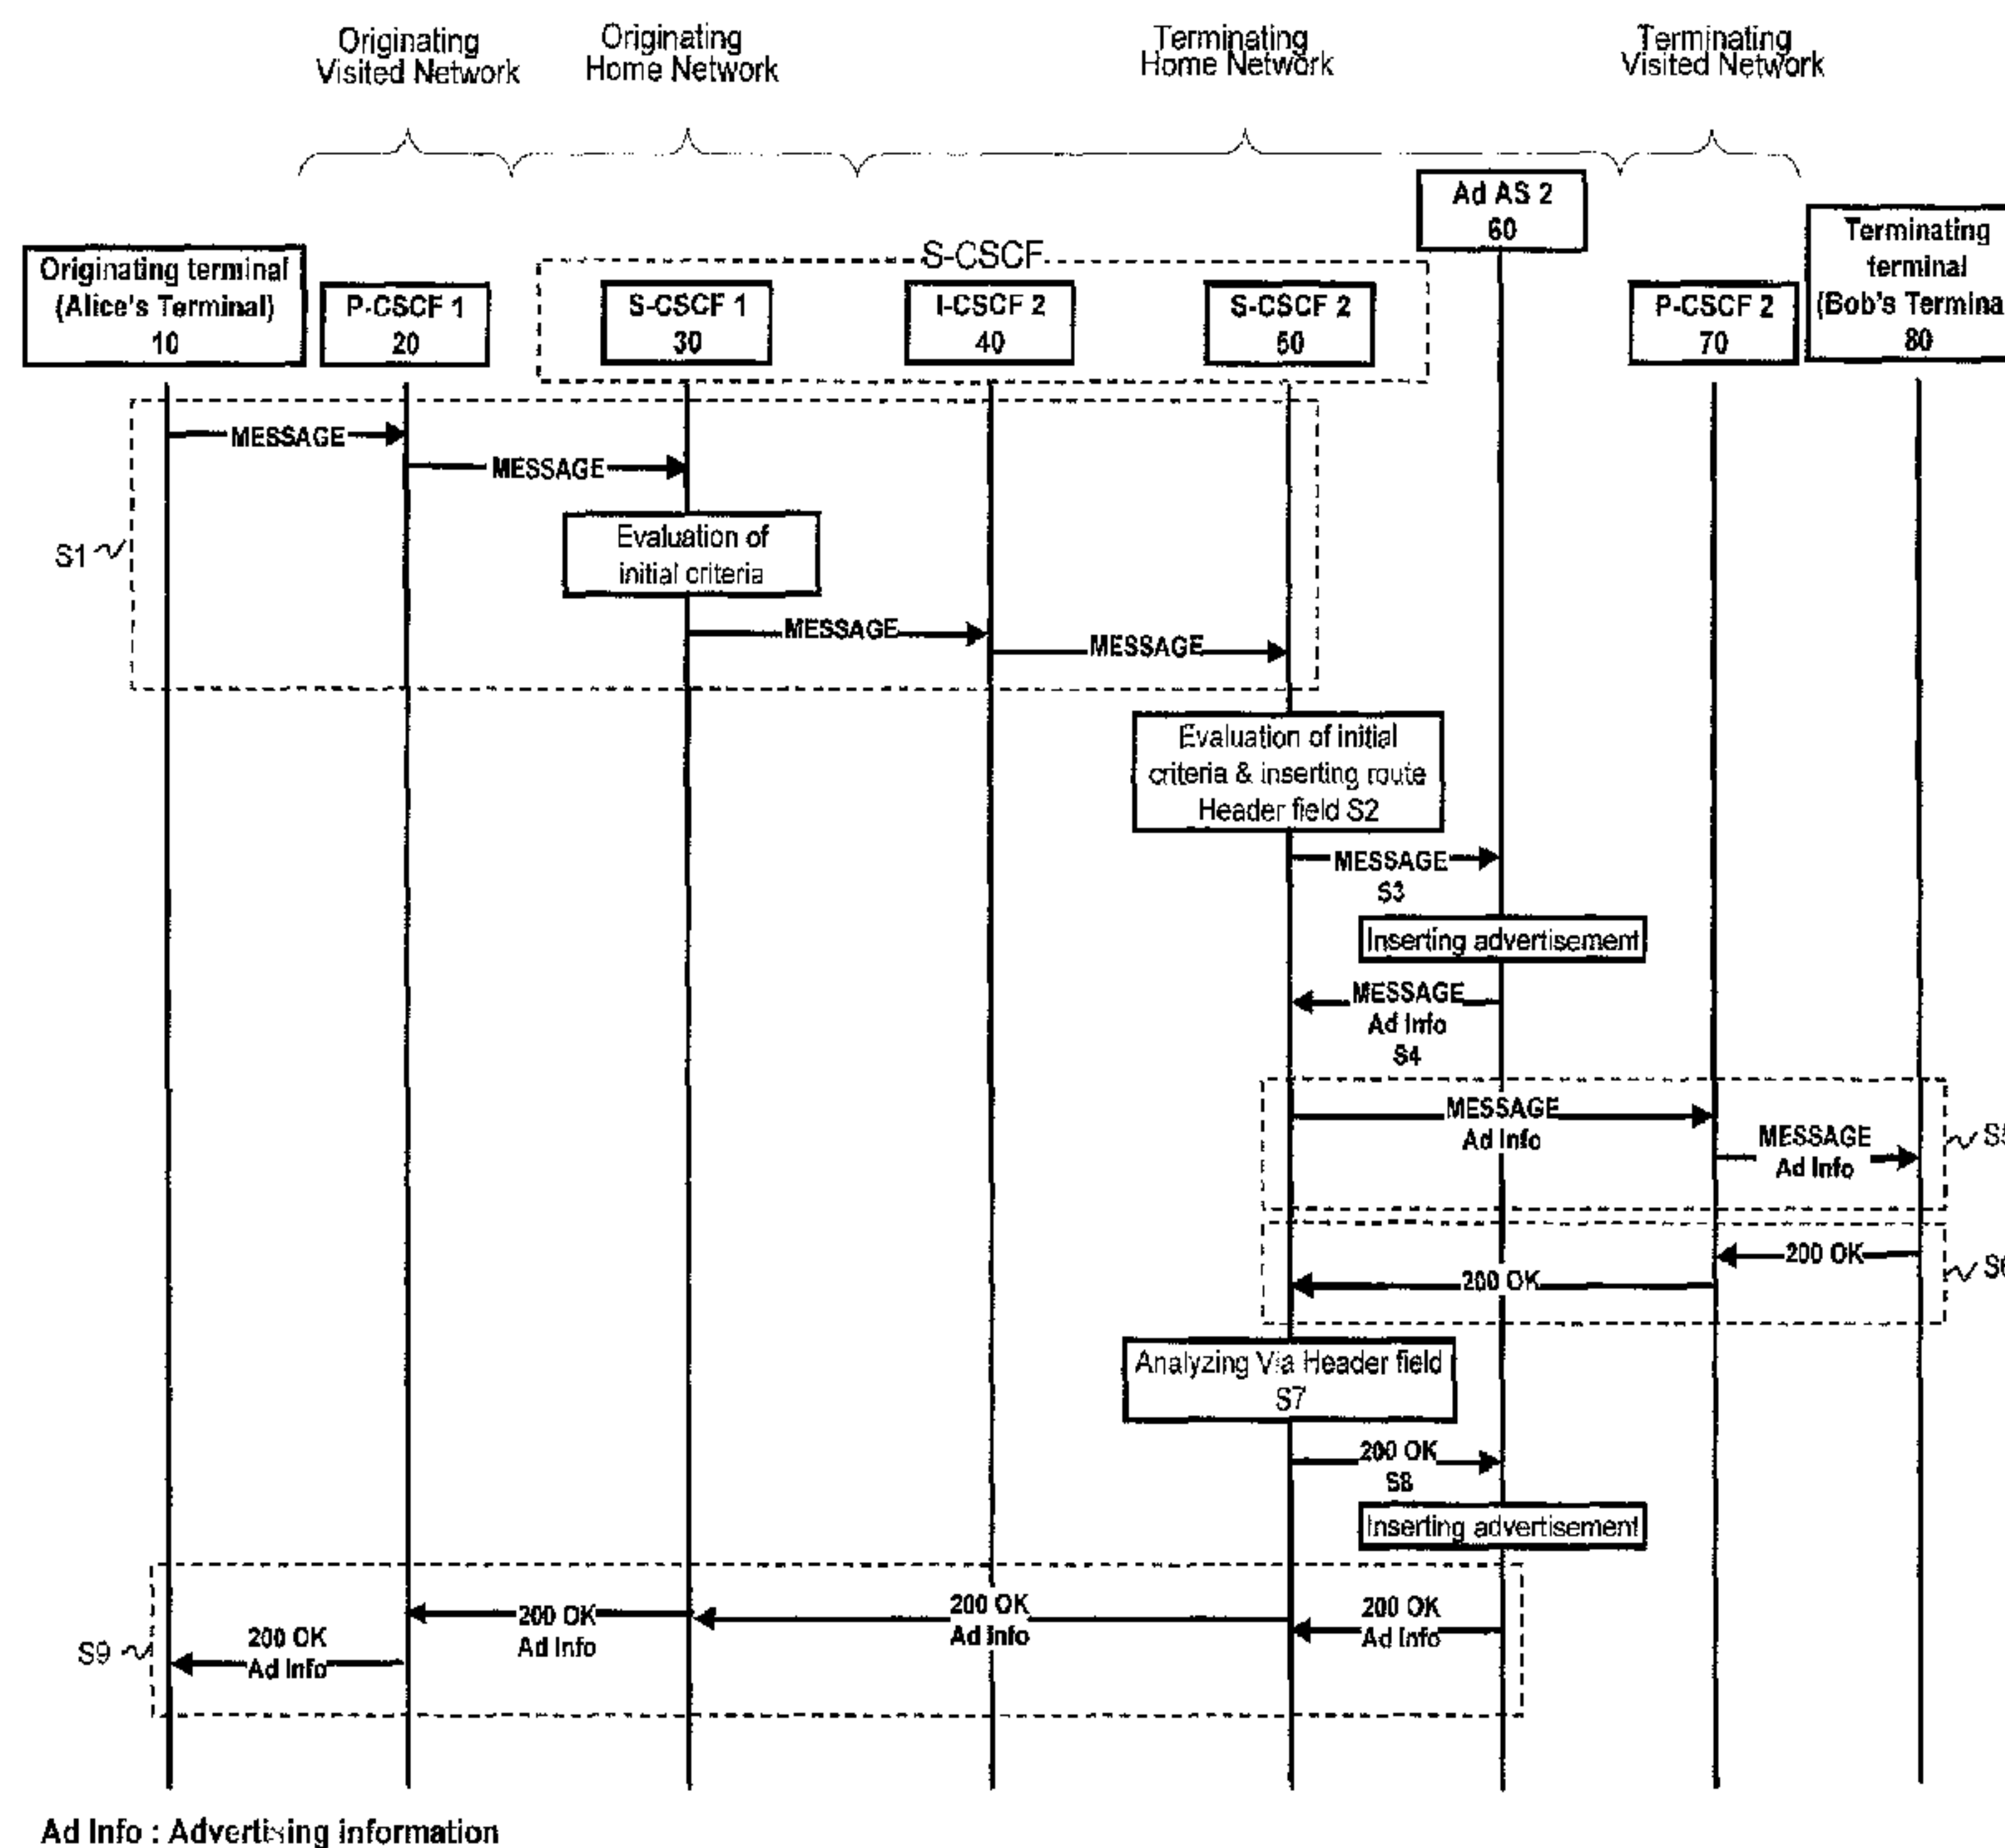 Originating
Visited Network
Originating
Home Network
Terminating
Home Network
Terminating
Visited Network
Originating terminal
(Alice's Terminal)
10
P-CSCF 1
20
S-CSCF
S-CSCF 1
30
I-CSCF 2
40
S-CSCF 2
50
Ad AS 2
60
P-CSCF 2
70
Terminating
terminal
(Bob's Termina
80
MESSAGE
MESSAGE
S1
Evaluation of
initial criteria
MESSAGE
MESSAGE
Evaluation of initial
criteria & inserting route
Header field S2
MESSAGE
S3
Inserting advertisement
MESSAGE
Ad Info
S4
MESSAGE
Ad Info
MESSAGE
Ad Info
S5
200 OK
200 OK
S6
Analyzing Via Header field
S7
200 OK
S8
Inserting advertisement
200 OK
Ad Info
200 OK
Ad Info
200 OK
Ad Info
200 OK
Ad Info
S9
Ad Info : Advertising information